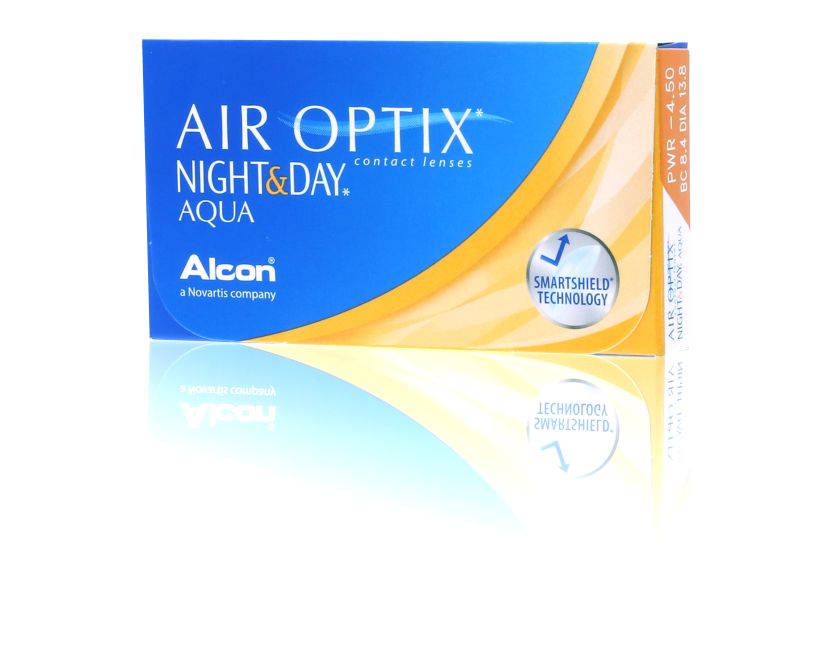 AIR OPTIX*
contact lenses
NIGHT&DAY*
AQUA
Alcon®
a Novartis company
SMARTSHIELD*
TECHNOLOGY
PWR −4.50
BC 8.4 DIA 13.8
AIR OPTIX
NIGHT&DAY AQUA